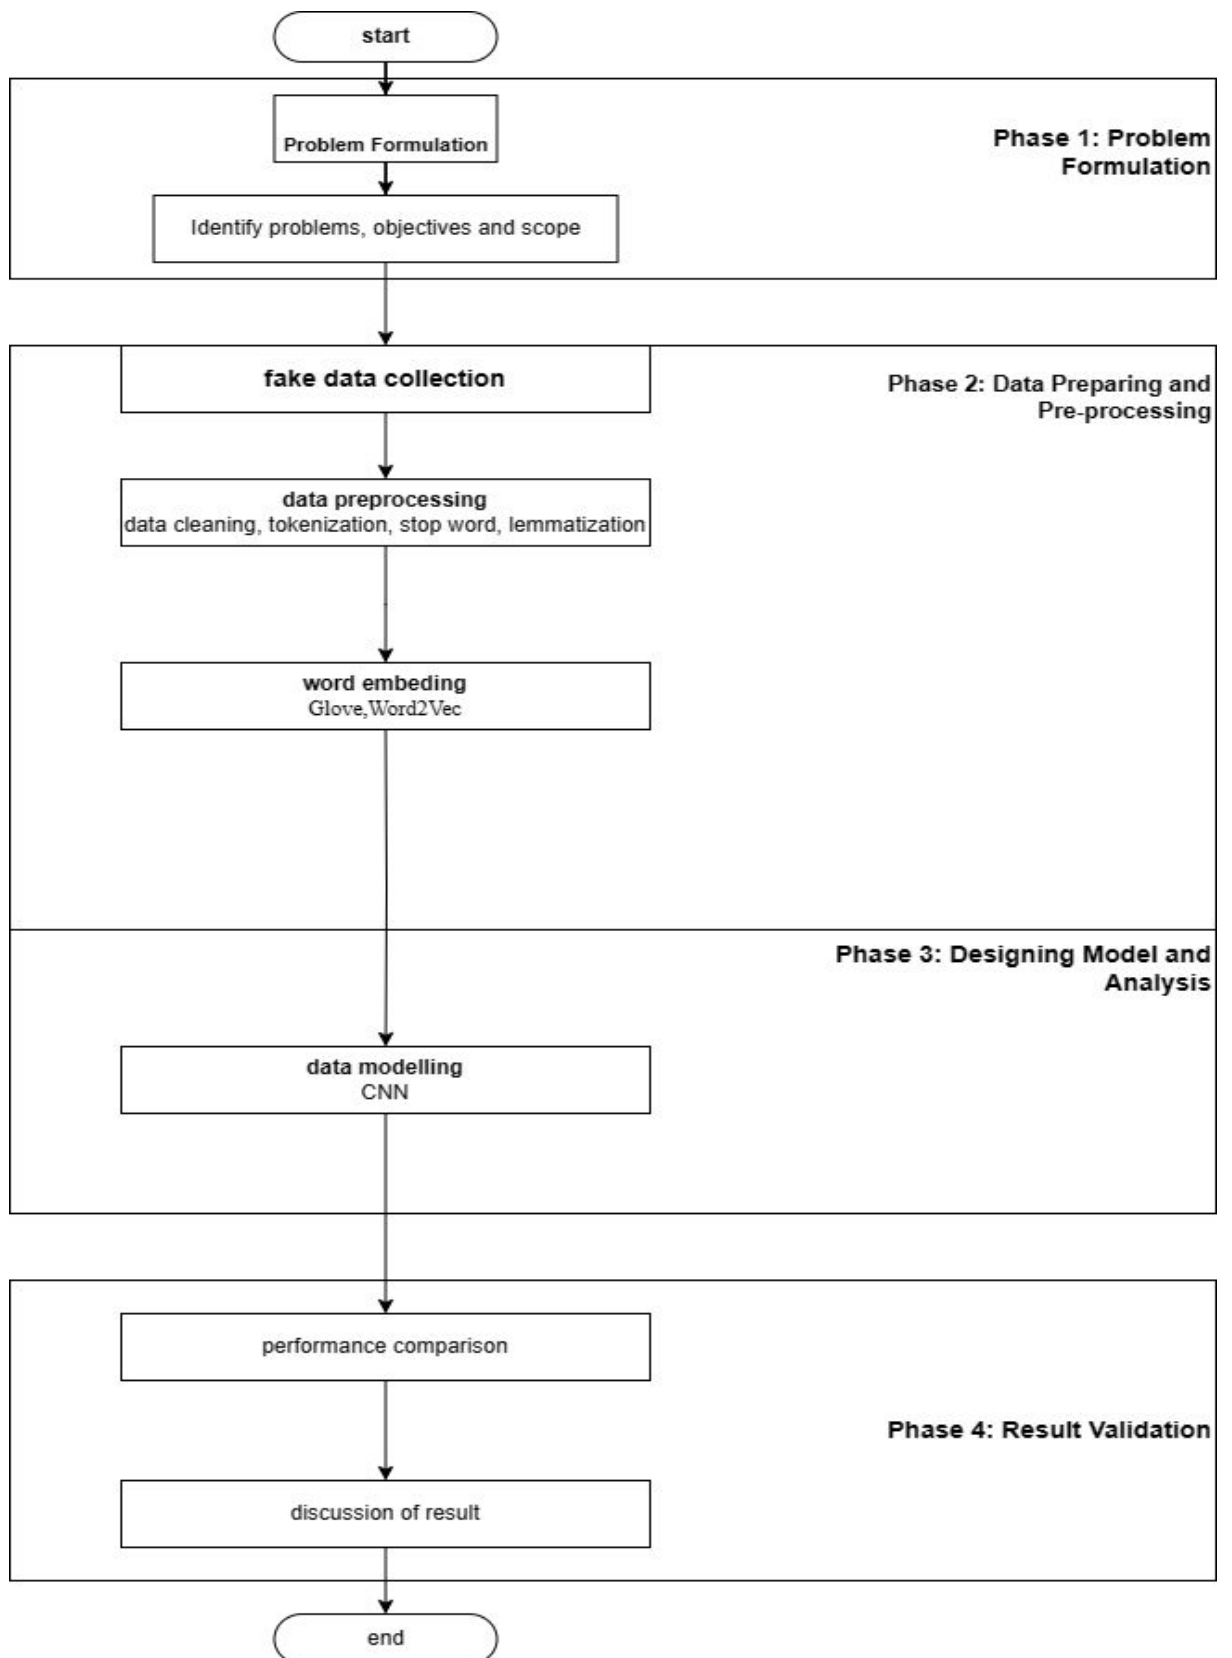 start
Problem Formulation
Phase 1: Problem
Formulation
Identify problems, objectives and scope
fake data collection
Phase 2: Data Preparing and
Pre-processing
data preprocessing
data cleaning, tokenization, stop word, lemmatization
word embeding
Glove,Word2Vec
Phase 3: Designing Model and
Analysis
data modelling
CNN
performance comparison
Phase 4: Result Validation
discussion of result
end